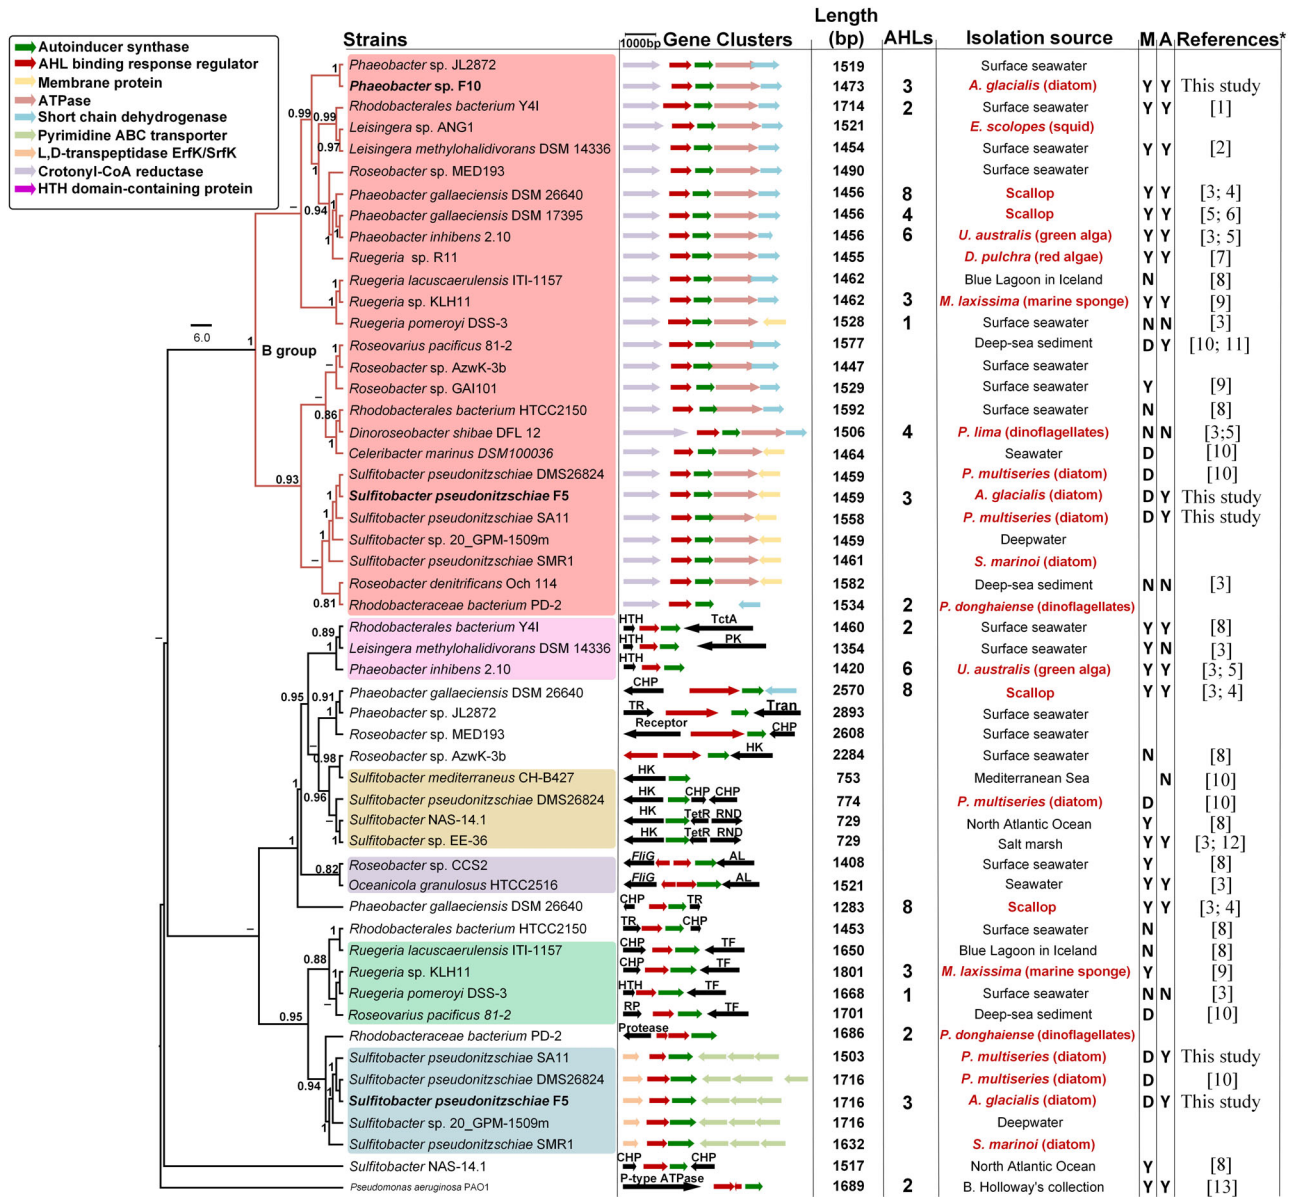 Autoinducer synthase
AHL binding response regulator
Membrane protein
ATPase
Short chain dehydrogenase
Pyrimidine ABC transporter
L,D-transpeptidase ErfK/SrfK
Crotonyl-CoA reductase
HTH domain-containing protein
6.0
B group
Strains 1000bp Gene Clusters Length (bp) AHLs Isolation source M A References*
Phaeobacter sp. JL2872 1519 Surface seawater
Phaeobacter sp. F10 1473 3 A. glacialis (diatom) Y Y This study
Rhodobacterales bacterium Y4I 1714 2 Surface seawater Y Y [1]
Leisingera sp. ANG1 1521 E. scolopes (squid)
Leisingera methylohalidivorans DSM 14336 1454 Surface seawater Y Y [2]
Roseobacter sp. MED193 1490 Surface seawater
Phaeobacter gallaeciensis DSM 26640 1456 8 Scallop Y Y [3; 4]
Phaeobacter gallaeciensis DSM 17395 1456 4 Scallop Y Y [5; 6]
Phaeobacter inhibens 2.10 1456 6 U. australis (green alga) Y Y [3; 5]
Ruegeria sp. R11 1455 D. pulchra (red algae) Y Y [7]
Ruegeria lacuscaerulensis ITI-1157 1462 Blue Lagoon in Iceland N [8]
Ruegeria sp. KLH11 1462 3 M. laxissima (marine sponge) Y Y [9]
Ruegeria pomeroyi DSS-3 1528 1 Surface seawater N N [3]
Roseovarius pacificus 81-2 1577 Deep-sea sediment D Y [10; 11]
Roseobacter sp. AzwK-3b 1447 Surface seawater
Roseobacter sp. GAI101 1529 Surface seawater Y [9]
Rhodobacterales bacterium HTCC2150 1592 Surface seawater N [8]
Dinoroseobacter shibae DFL 12 1506 4 P. lima (dinoflagellates) N N [3;5]
Celeribacter marinus DSM100036 1464 Seawater D [10]
Sulfitobacter pseudonitzschiae DMS26824 1459 P. multiseries (diatom) D [10]
Sulfitobacter pseudonitzschiae F5 1459 3 A. glacialis (diatom) D Y This study
Sulfitobacter pseudonitzschiae SA11 1558 P. multiseries (diatom) D Y This study
Sulfitobacter sp. 20_GPM-1509m 1459 Deepwater
Sulfitobacter pseudonitzschiae SMR1 1461 S. marinoi (diatom)
Roseobacter denitrificans Och 114 1582 Deep-sea sediment N N [3]
Rhodobacteraceae bacterium PD-2 1534 2 P. donghaiense (dinoflagellates)
Rhodobacterales bacterium Y4I HTH TctA 1460 2 Surface seawater Y Y [8]
Leisingera methylohalidivorans DSM 14336 HTH PK 1354 Surface seawater Y N [3]
Phaeobacter inhibens 2.10 HTH 1420 6 U. australis (green alga) Y Y [3; 5]
Phaeobacter gallaeciensis DSM 26640 CHP 2570 8 Scallop Y Y [3; 4]
Phaeobacter sp. JL2872 TR Tran 2893 Surface seawater
Roseobacter sp. MED193 Receptor CHP 2608 Surface seawater
Roseobacter sp. AzwK-3b HK 2284 Surface seawater N [8]
Sulfitobacter mediterraneus CH-B427 HK 753 Mediterranean Sea N [10]
Sulfitobacter pseudonitzschiae DMS26824 HK CHP CHP 774 P. multiseries (diatom) D [10]
Sulfitobacter NAS-14.1 HK TetR RND 729 North Atlantic Ocean Y [8]
Sulfitobacter sp. EE-36 HK TetR RND 729 Salt marsh Y Y [3; 12]
Roseobacter sp. CCS2 FliG AL 1408 Surface seawater Y [8]
Oceanicola granulosus HTCC2516 FliG AL 1521 Seawater Y Y [3]
Phaeobacter gallaeciensis DSM 26640 CHP TR 1283 8 Scallop Y Y [3; 4]
Rhodobacterales bacterium HTCC2150 TR CHP 1453 Surface seawater N [8]
Ruegeria lacuscaerulensis ITI-1157 CHP TF 1650 Blue Lagoon in Iceland N [8]
Ruegeria sp. KLH11 CHP TF 1801 3 M. laxissima (marine sponge) Y [9]
Ruegeria pomeroyi DSS-3 HTH TF 1668 1 Surface seawater N N [3]
Roseovarius pacificus 81-2 RP TF 1701 Deep-sea sediment D [10]
Rhodobacteraceae bacterium PD-2 Protease 1686 2 P. donghaiense (dinoflagellates)
Sulfitobacter pseudonitzschiae SA11 1503 P. multiseries (diatom) D Y This study
Sulfitobacter pseudonitzschiae DMS26824 1716 P. multiseries (diatom) D [10]
Sulfitobacter pseudonitzschiae F5 1716 3 A. glacialis (diatom) D Y This study
Sulfitobacter sp. 20_GPM-1509m 1716 Deepwater
Sulfitobacter pseudonitzschiae SMR1 1632 S. marinoi (diatom)
Sulfitobacter NAS-14.1 CHP CHP 1517 North Atlantic Ocean Y [8]
Pseudomonas aeruginosa PAO1 P-type ATPase 1689 2 B. Holloway's collection Y Y [13]